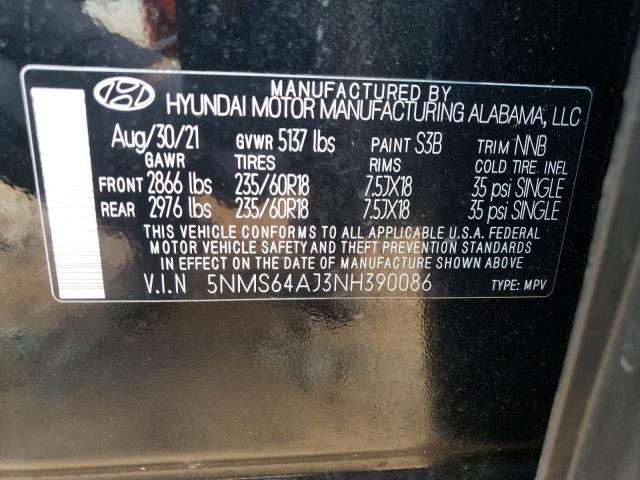 MANUFACTURED BY
HYUNDAI MOTOR MANUFACTURING ALABAMA, LLC
Aug/30/21 GVWR 5137 lbs PAINT S3B TRIM NNB
GAWR TIRES RIMS COLD TIRE. INFL
FRONT 2866 lbs 235/60R18 7.5JX18 35 psi SINGLE
REAR 2976 lbs 235/60R18 7.5JX18 35 psi SINGLE
THIS VEHICLE CONFORMS TO ALL APPLICABLE U.S.A. FEDERAL
MOTOR VEHICLE SAFETY AND THEFT PREVENTION STANDARDS
IN EFFECT ON THE DATE OF MANUFACTURE SHOWN ABOVE
V.I.N 5NMS64AJ3NH390086 TYPE: MPV